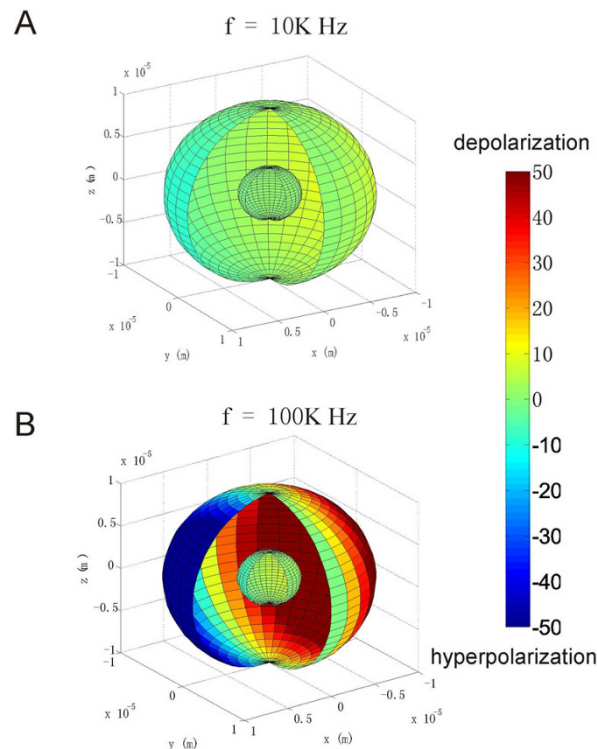 A
f = 10K Hz
x 10⁻⁵
1
0.5
0
-0.5
-1
z (m)
-1
0
1
x 10⁻⁵
y (m)
1
0.5
0
-0.5
-1
x 10⁻⁵
x (m)
depolarization
50
40
30
20
10
0
-10
-20
-30
-40
-50
hyperpolarization
B
f = 100K Hz
x 10⁻⁵
1
0.5
0
-0.5
-1
z (m)
-1
0
1
x 10⁻⁵
y (m)
1
0.5
0
-0.5
-1
x 10⁻⁵
x (m)